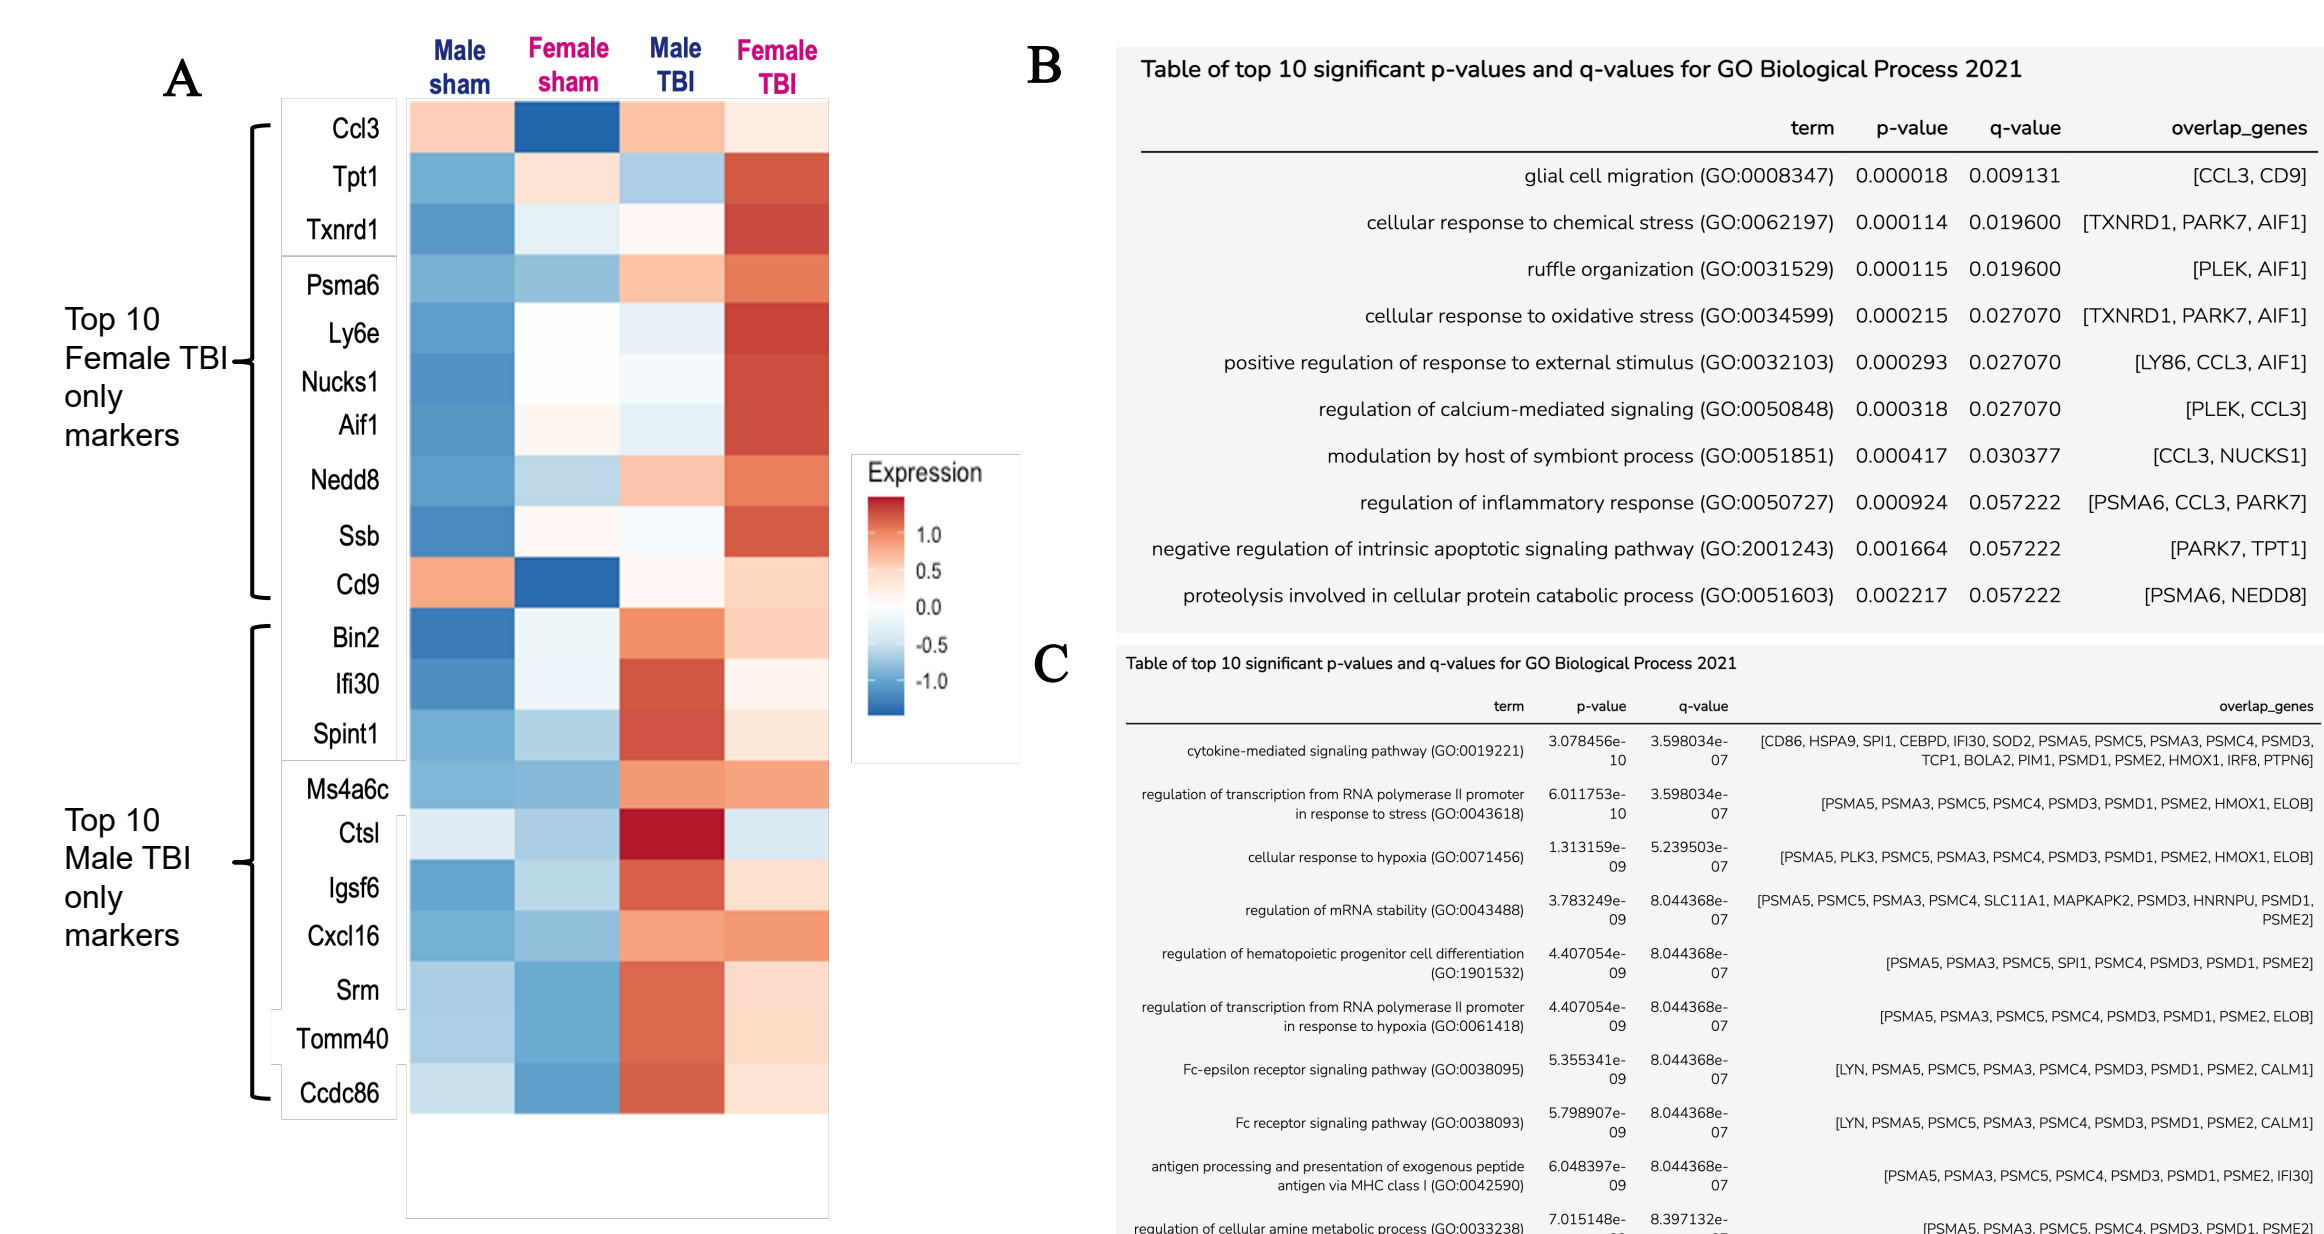 A
Male
sham
Female
sham
Male
TBI
Female
TBI
Top 10
Female TBI
only
markers
Ccl3
Tpt1
Txnrd1
Psma6
Ly6e
Nucks1
Aif1
Nedd8
Ssb
Cd9
Top 10
Male TBI
only
markers
Bin2
Ifi30
Spint1
Ms4a6c
Ctsl
Igsf6
Cxcl16
Srm
Tomm40
Ccdc86
Expression
1.0
0.5
0.0
-0.5
-1.0
B
Table of top 10 significant p-values and q-values for GO Biological Process 2021
term p-value q-value overlap_genes
glial cell migration (GO:0008347) 0.000018 0.009131 [CCL3, CD9]
cellular response to chemical stress (GO:0062197) 0.000114 0.019600 [TXNRD1, PARK7, AIF1]
ruffle organization (GO:0031529) 0.000115 0.019600 [PLEK, AIF1]
cellular response to oxidative stress (GO:0034599) 0.000215 0.027070 [TXNRD1, PARK7, AIF1]
positive regulation of response to external stimulus (GO:0032103) 0.000293 0.027070 [LY86, CCL3, AIF1]
regulation of calcium-mediated signaling (GO:0050848) 0.000318 0.027070 [PLEK, CCL3]
modulation by host of symbiont process (GO:0051851) 0.000417 0.030377 [CCL3, NUCKS1]
regulation of inflammatory response (GO:0050727) 0.000924 0.057222 [PSMA6, CCL3, PARK7]
negative regulation of intrinsic apoptotic signaling pathway (GO:2001243) 0.001664 0.057222 [PARK7, TPT1]
proteolysis involved in cellular protein catabolic process (GO:0051603) 0.002217 0.057222 [PSMA6, NEDD8]
C
Table of top 10 significant p-values and q-values for GO Biological Process 2021
term p-value q-value overlap_genes
cytokine-mediated signaling pathway (GO:0019221) 3.078456e-10 3.598034e-07 [CD86, HSPA9, SPI1, CEBPD, IFI30, SOD2, PSMA5, PSMC5, PSMA3, PSMC4, PSMD3,
TCP1, BOLA2, PIM1, PSMD1, PSME2, HMOX1, IRF8, PTPN6]
regulation of transcription from RNA polymerase II promoter
in response to stress (GO:0043618) 6.011753e-10 3.598034e-07 [PSMA5, PSMA3, PSMC5, PSMC4, PSMD3, PSMD1, PSME2, HMOX1, ELOB]
cellular response to hypoxia (GO:0071456) 1.313159e-09 5.239503e-07 [PSMA5, PLK3, PSMC5, PSMA3, PSMC4, PSMD3, PSMD1, PSME2, HMOX1, ELOB]
regulation of mRNA stability (GO:0043488) 3.783249e-09 8.044368e-07 [PSMA5, PSMC5, PSMA3, PSMC4, SLC11A1, MAPKAPK2, PSMD3, HNRNPU, PSMD1,
PSME2]
regulation of hematopoietic progenitor cell differentiation
(GO:1901532) 4.407054e-09 8.044368e-07 [PSMA5, PSMA3, PSMC5, SPI1, PSMC4, PSMD3, PSMD1, PSME2]
regulation of transcription from RNA polymerase II promoter
in response to hypoxia (GO:0061418) 4.407054e-09 8.044368e-07 [PSMA5, PSMA3, PSMC5, PSMC4, PSMD3, PSMD1, PSME2, ELOB]
Fc-epsilon receptor signaling pathway (GO:0038095) 5.355341e-09 8.044368e-07 [LYN, PSMA5, PSMC5, PSMA3, PSMC4, PSMD3, PSMD1, PSME2, CALM1]
Fc receptor signaling pathway (GO:0038093) 5.798907e-09 8.044368e-07 [LYN, PSMA5, PSMC5, PSMA3, PSMC4, PSMD3, PSMD1, PSME2, CALM1]
antigen processing and presentation of exogenous peptide
antigen via MHC class I (GO:0042590) 6.048397e-09 8.044368e-07 [PSMA5, PSMA3, PSMC5, PSMC4, PSMD3, PSMD1, PSME2, IFI30]
regulation of cellular amine metabolic process (GO:0033238) 7.015148e- 8.397132e- [PSMA5, PSMA3, PSMC5, PSMC4, PSMD3, PSMD1, PSME2]